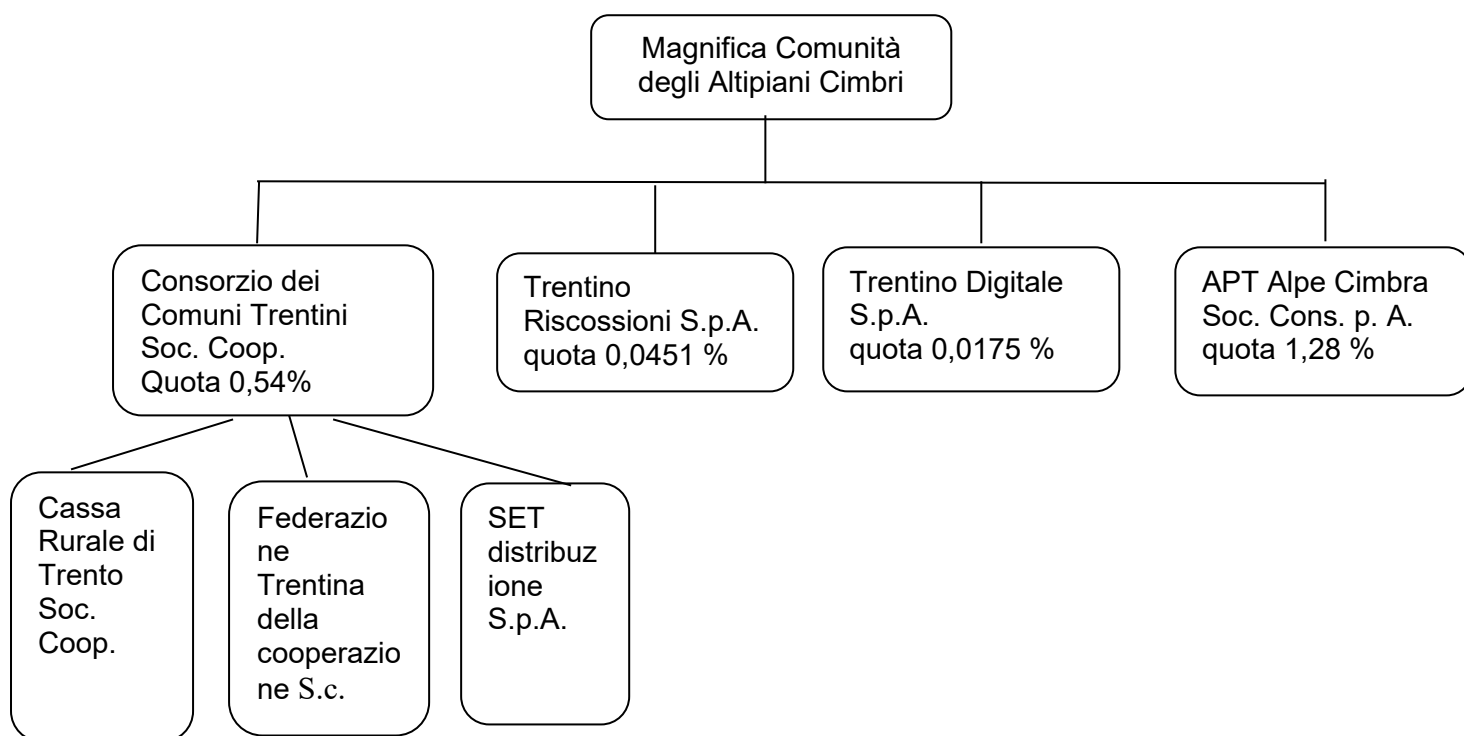 Magnifica Comunità
degli Altipiani Cimbri
Consorzio dei
Comuni Trentini
Soc. Coop.
Quota 0,54%
Trentino
Riscossioni S.p.A.
quota 0,0451 %
Trentino Digitale
S.p.A.
quota 0,0175 %
APT Alpe Cimbra
Soc. Cons. p. A.
quota 1,28 %
Cassa
Rurale di
Trento
Soc.
Coop.
Federazio
ne
Trentina
della
cooperazio
ne S.c.
SET
distribuz
ione
S.p.A.